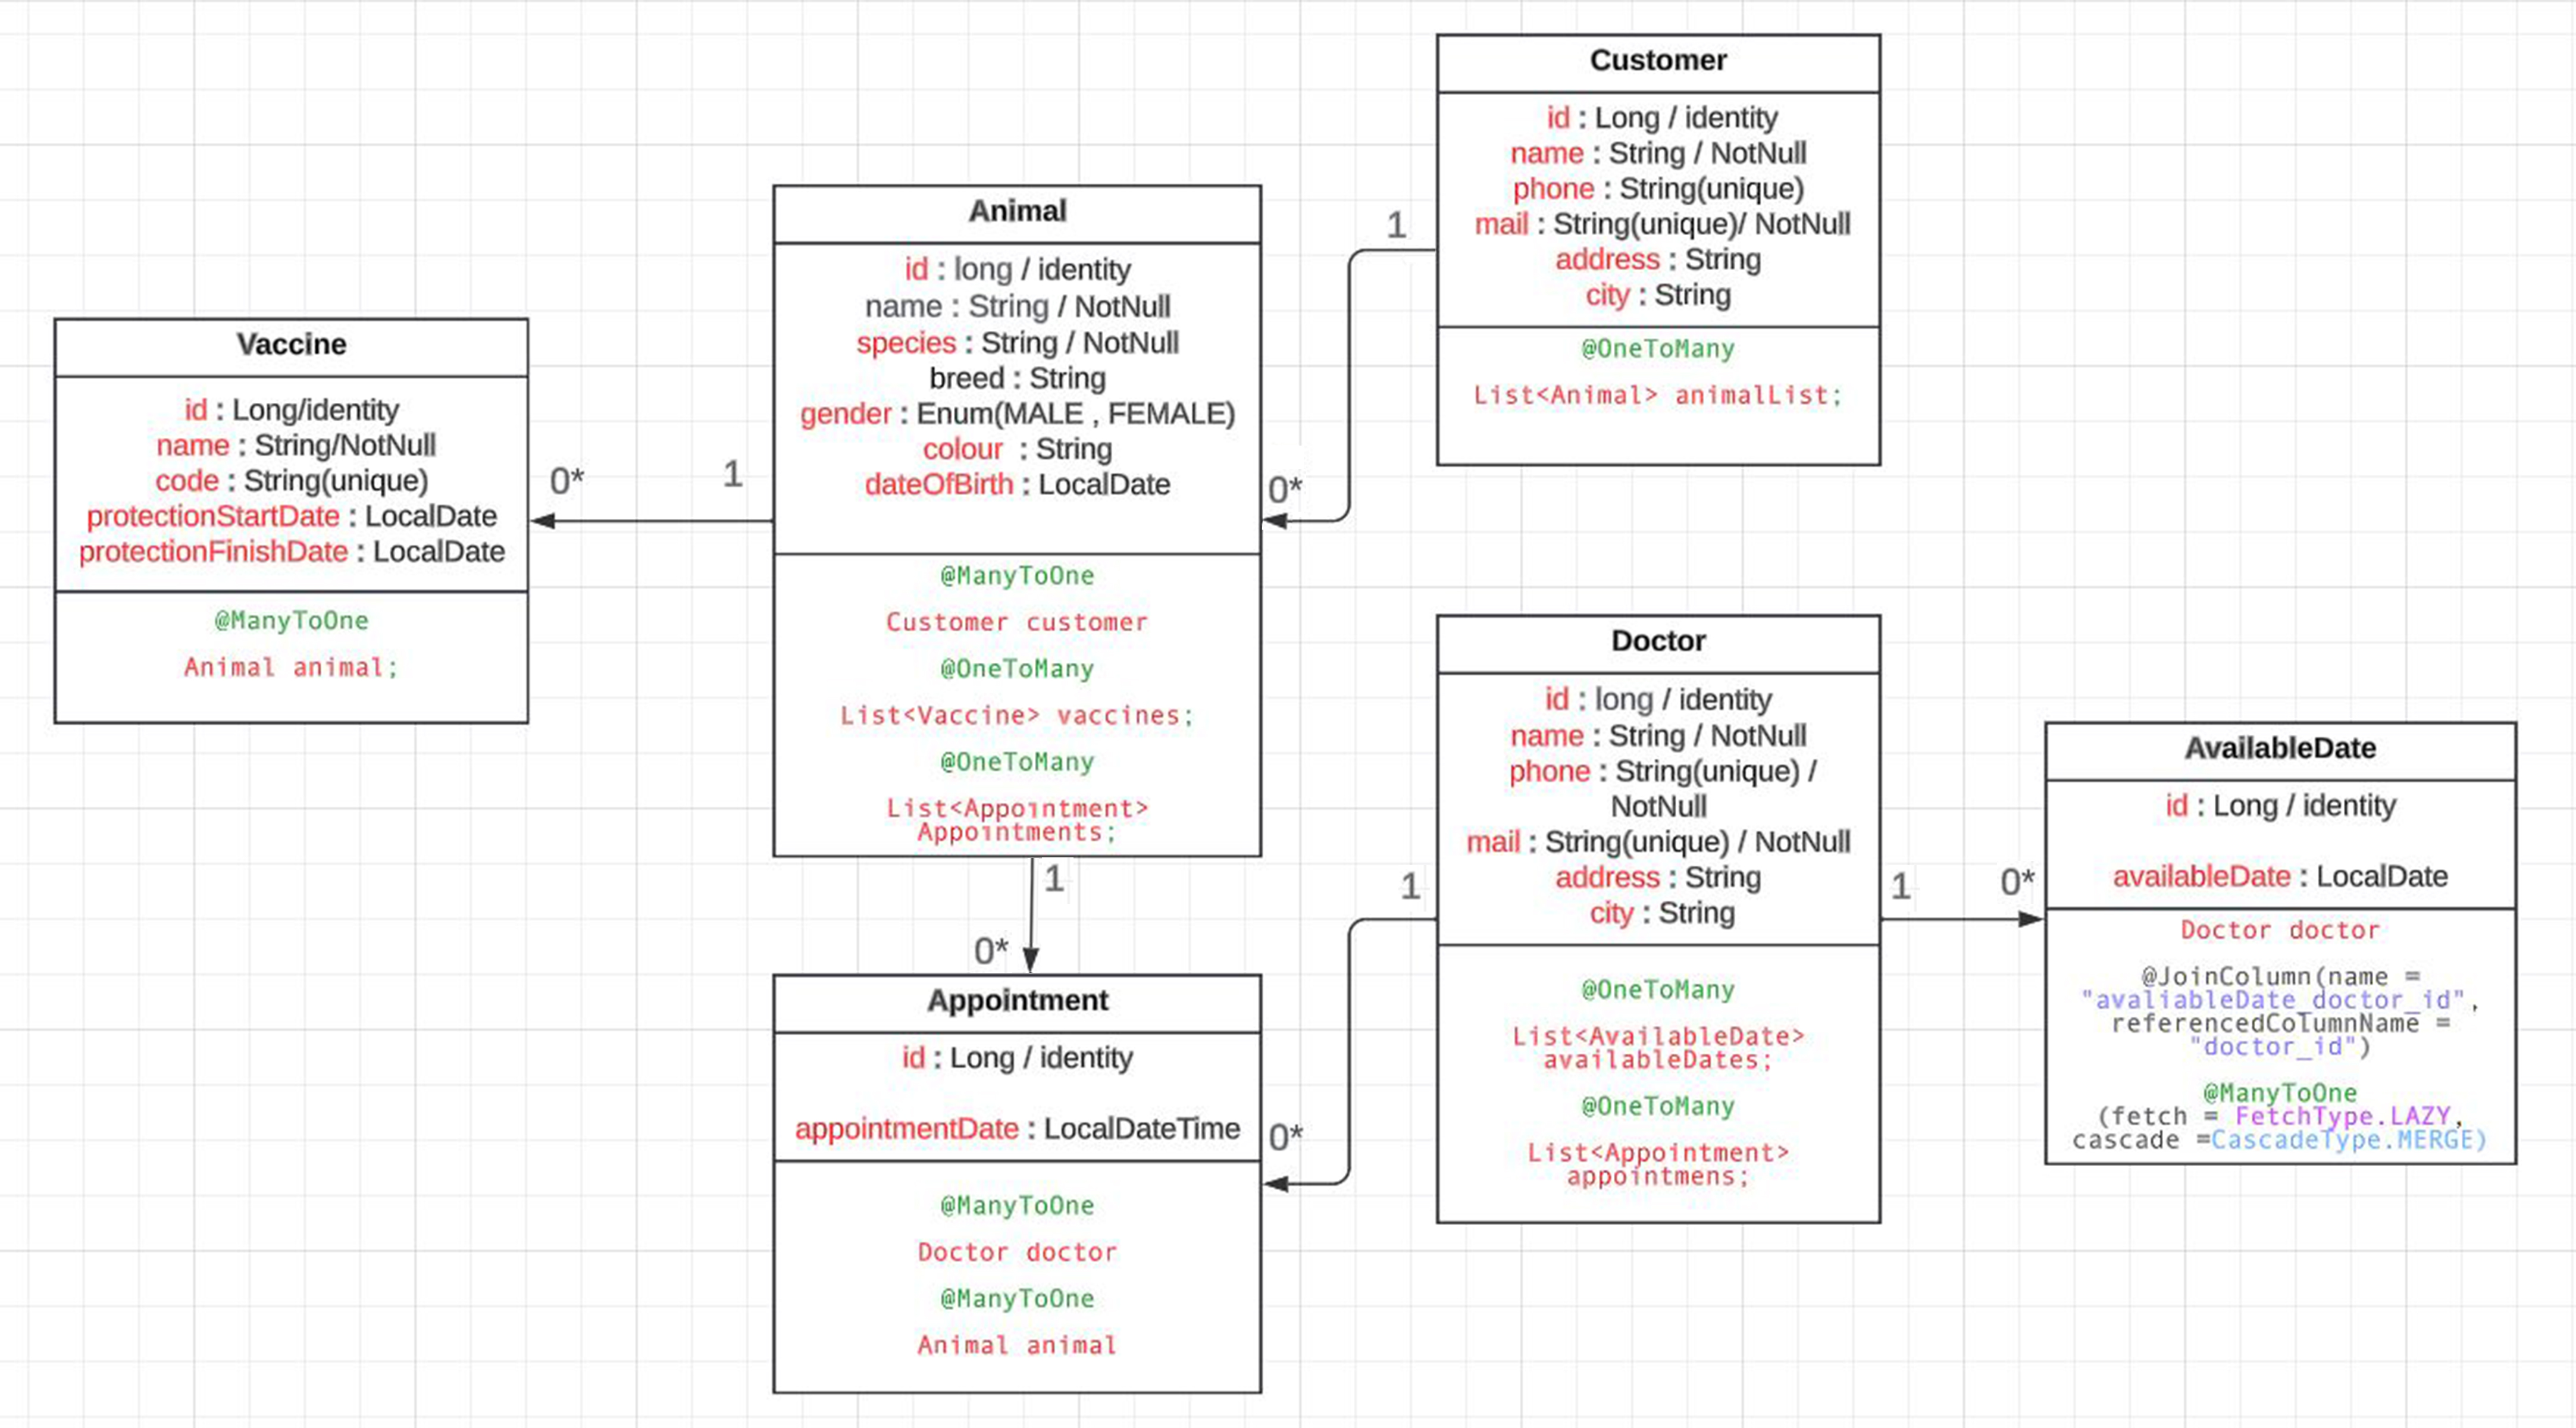 Customer
id : Long / identity
name : String / NotNull
phone : String(unique)
mail : String(unique)/ NotNull
address : String
city : String
@OneToMany
List<Animal> animalList;
1
0*
Animal
id : long / identity
name : String / NotNull
species : String / NotNull
breed : String
gender : Enum(MALE , FEMALE)
colour : String
dateOfBirth : LocalDate
@ManyToOne
Customer customer
@OneToMany
List<Vaccine> vaccines;
@OneToMany
List<Appointment>
Appointments;
1
0*
Vaccine
id : Long/identity
name : String/NotNull
code : String(unique)
protectionStartDate : LocalDate
protectionFinishDate : LocalDate
@ManyToOne
Animal animal;
1
0*
Appointment
id : Long / identity
appointmentDate : LocalDateTime
@ManyToOne
Doctor doctor
@ManyToOne
Animal animal
1
0*
Doctor
id : long / identity
name : String / NotNull
phone : String(unique) /
NotNull
mail : String(unique) / NotNull
address : String
city : String
@OneToMany
List<AvailableDate>
availableDates;
@OneToMany
List<Appointment>
appointmens;
1
0*
AvailableDate
id : Long / identity
availableDate : LocalDate
Doctor doctor
@JoinColumn(name =
"avaliableDate_doctor_id",
referencedColumnName =
"doctor_id")
@ManyToOne
(fetch = FetchType.LAZY,
cascade =CascadeType.MERGE)